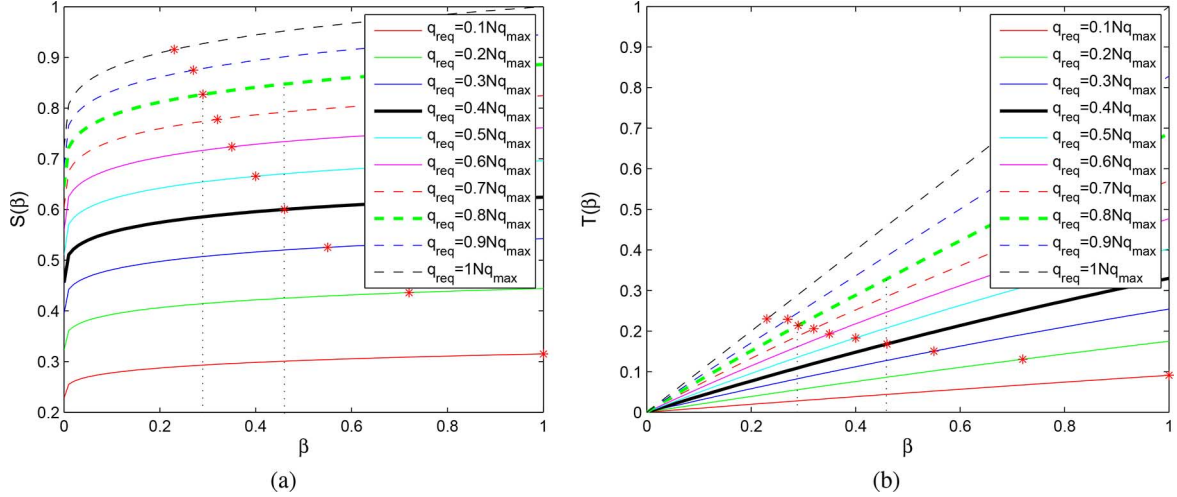 1
0.9
0.8
0.7
0.6
0.5
0.4
0.3
0.2
S(β)
0
0.2
0.4
0.6
0.8
1
β
q_req=0.1Nq_max
q_req=0.2Nq_max
q_req=0.3Nq_max
q_req=0.4Nq_max
q_req=0.5Nq_max
q_req=0.6Nq_max
q_req=0.7Nq_max
q_req=0.8Nq_max
q_req=0.9Nq_max
q_req=1Nq_max
(a)
1
0.9
0.8
0.7
0.6
0.5
0.4
0.3
0.2
0.1
0
T(β)
0
0.2
0.4
0.6
0.8
1
β
q_req=0.1Nq_max
q_req=0.2Nq_max
q_req=0.3Nq_max
q_req=0.4Nq_max
q_req=0.5Nq_max
q_req=0.6Nq_max
q_req=0.7Nq_max
q_req=0.8Nq_max
q_req=0.9Nq_max
q_req=1Nq_max
(b)